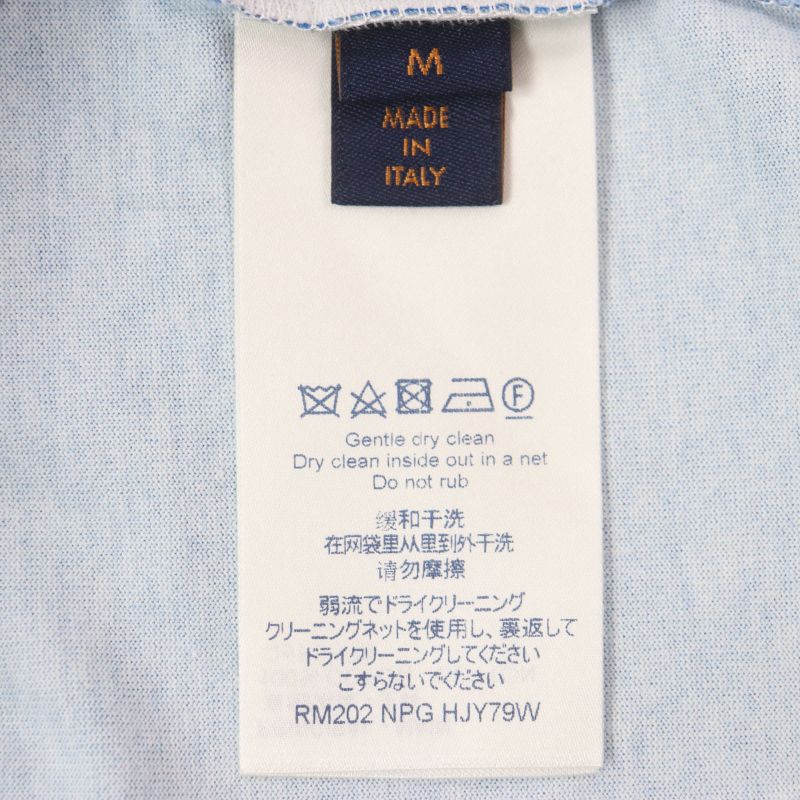 M
MADE
IN
ITALY
F
Gentle dry clean
Dry clean inside out in a net
Do not rub
缓和干洗
在网袋里从里到外干洗
请勿摩擦
弱流でドライクリーニング
クリーニングネットを使用し、裏返して
ドライクリーニングしてください
こすらないでください
RM202 NPG HJY79W